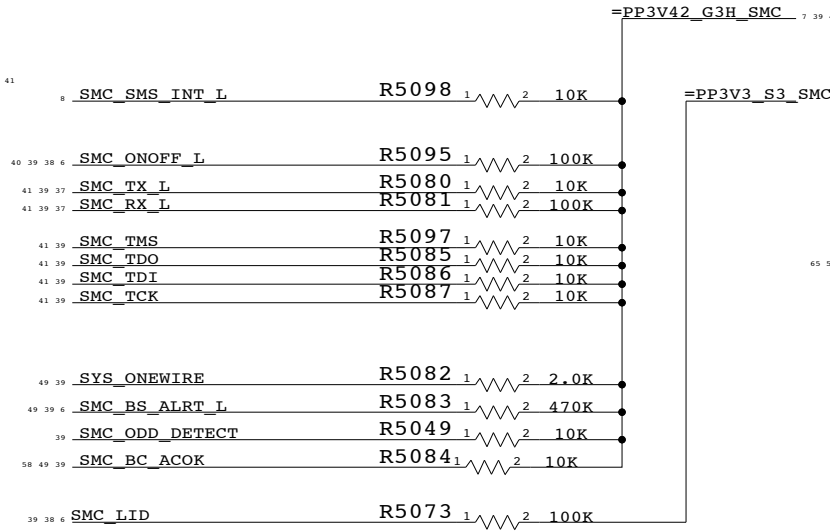 =PP3V42_G3H_SMC 7 39
41
8 SMC_SMS_INT_L R5098 1 2 10K =PP3V3_S3_SMC
40 39 38 6 SMC_ONOFF_L R5095 1 2 100K
41 39 37 SMC_TX_L R5080 1 2 10K
41 39 37 SMC_RX_L R5081 1 2 100K
41 39 SMC_TMS R5097 1 2 10K
41 39 SMC_TDO R5085 1 2 10K 65 5
41 39 SMC_TDI R5086 1 2 10K
41 39 SMC_TCK R5087 1 2 10K
49 39 SYS_ONEWIRE R5082 1 2 2.0K
49 39 6 SMC_BS_ALRT_L R5083 1 2 470K
39 SMC_ODD_DETECT R5049 1 2 10K
58 49 39 SMC_BC_ACOK R5084 1 2 10K
39 38 6 SMC_LID R5073 1 2 100K